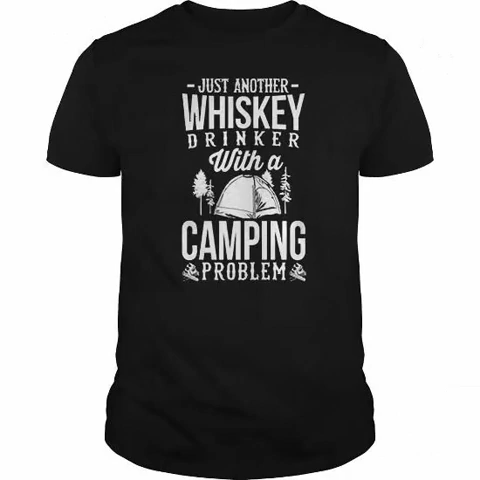 - JUST ANOTHER -
WHISKEY
DRINKER
With a
CAMPING
PROBLEM